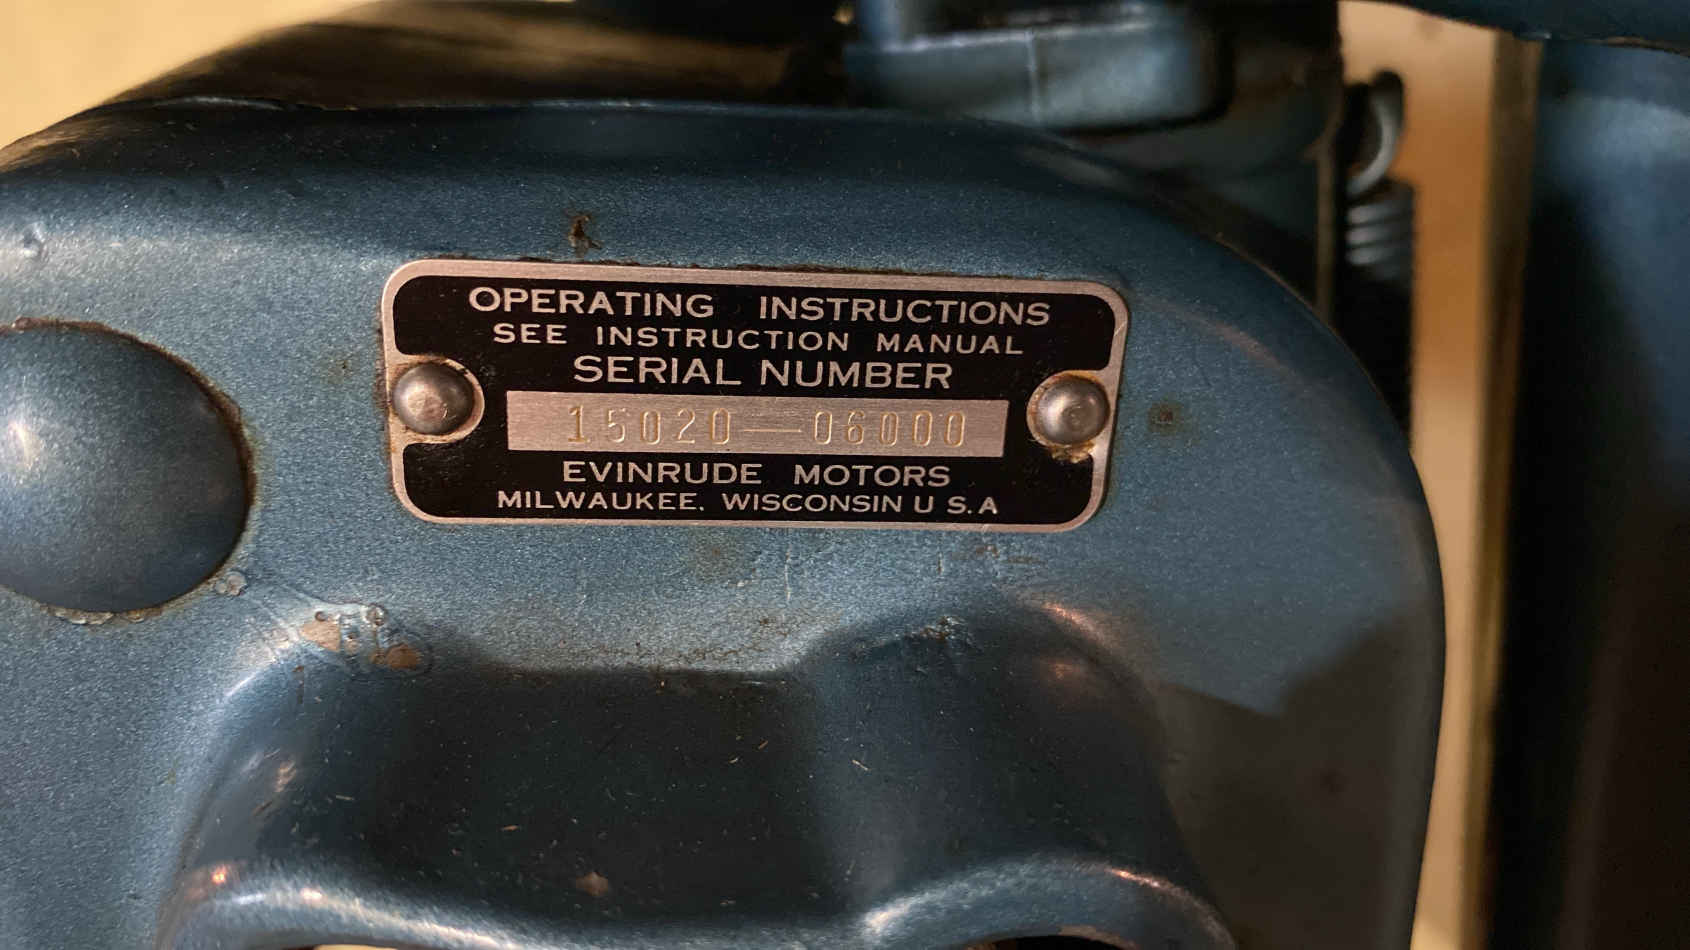 OPERATING INSTRUCTIONS
SEE INSTRUCTION MANUAL
SERIAL NUMBER
15020—06000
EVINRUDE MOTORS
MILWAUKEE, WISCONSIN U S. A